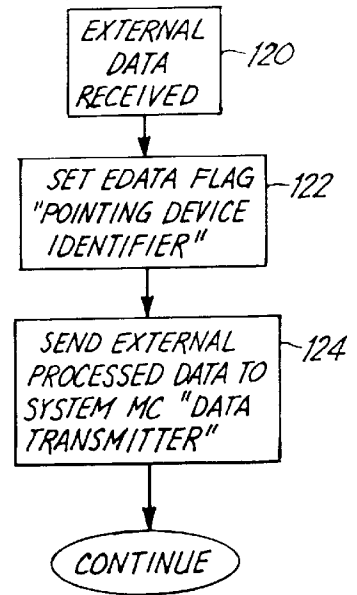 EXTERNAL
DATA
RECEIVED
120
SET EDATA FLAG
"POINTING DEVICE
IDENTIFIER"
122
SEND EXTERNAL
PROCESSED DATA TO
SYSTEM MC "DATA
TRANSMITTER"
124
CONTINUE